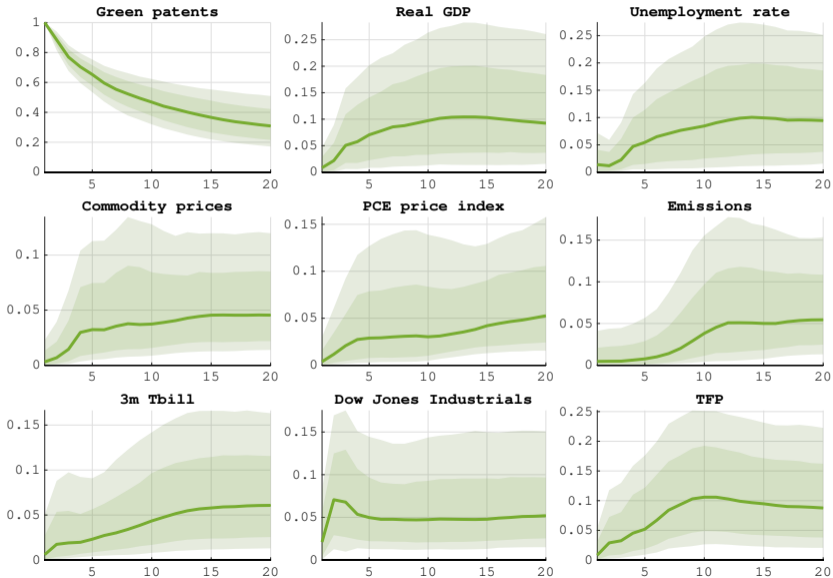 Green patents Real GDP Unemployment rate
1 0.8 0.6 0.4 0.2 0
5 10 15 20
0.25 0.2 0.15 0.1 0.05 0
5 10 15 20
0.25 0.2 0.15 0.1 0.05 0
5 10 15 20
Commodity prices PCE price index Emissions
0.1 0.05 0
5 10 15 20
0.15 0.1 0.05 0
5 10 15 20
0.15 0.1 0.05 0
5 10 15 20
3m Tbill Dow Jones Industrials TFP
0.15 0.1 0.05 0
5 10 15 20
0.15 0.1 0.05 0
5 10 15 20
0.25 0.2 0.15 0.1 0.05 0
5 10 15 20